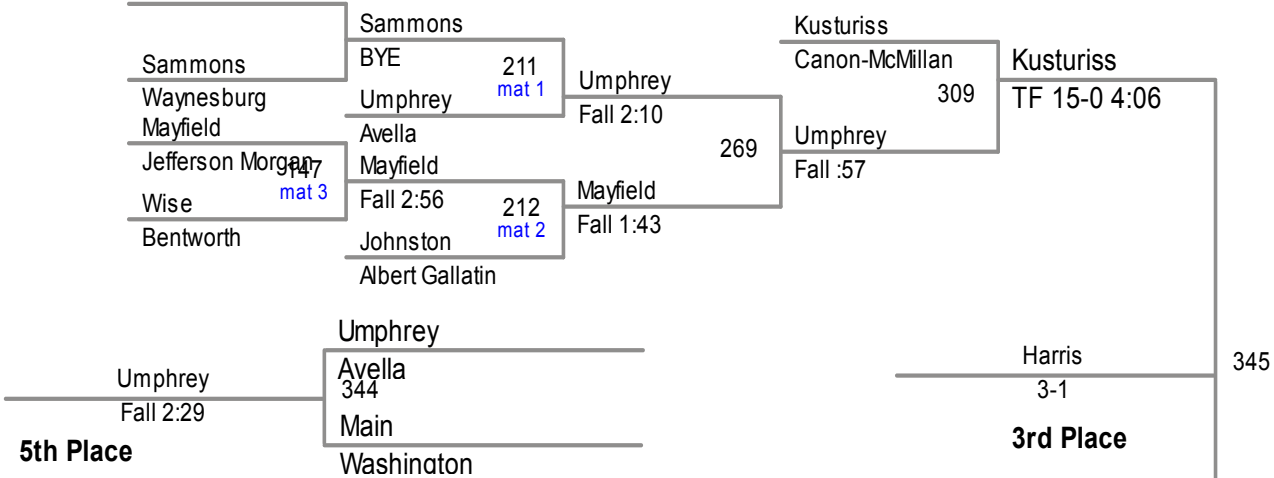 Sammons
BYE
Sammons
Waynesburg
211
mat 1
Umphrey
Avella
Umphrey
Fall 2:10
Mayfield
Jefferson Morgan
147
mat 3
Wise
Bentworth
Mayfield
Fall 2:56
212
mat 2
Johnston
Albert Gallatin
Mayfield
Fall 1:43
269
Kusturiss
Canon-McMillan
309
Umphrey
Fall :57
Kusturiss
TF 15-0 4:06
Umphrey
Avella
344
Main
Washington
Umphrey
Fall 2:29
5th Place
Harris
3-1
345
3rd Place